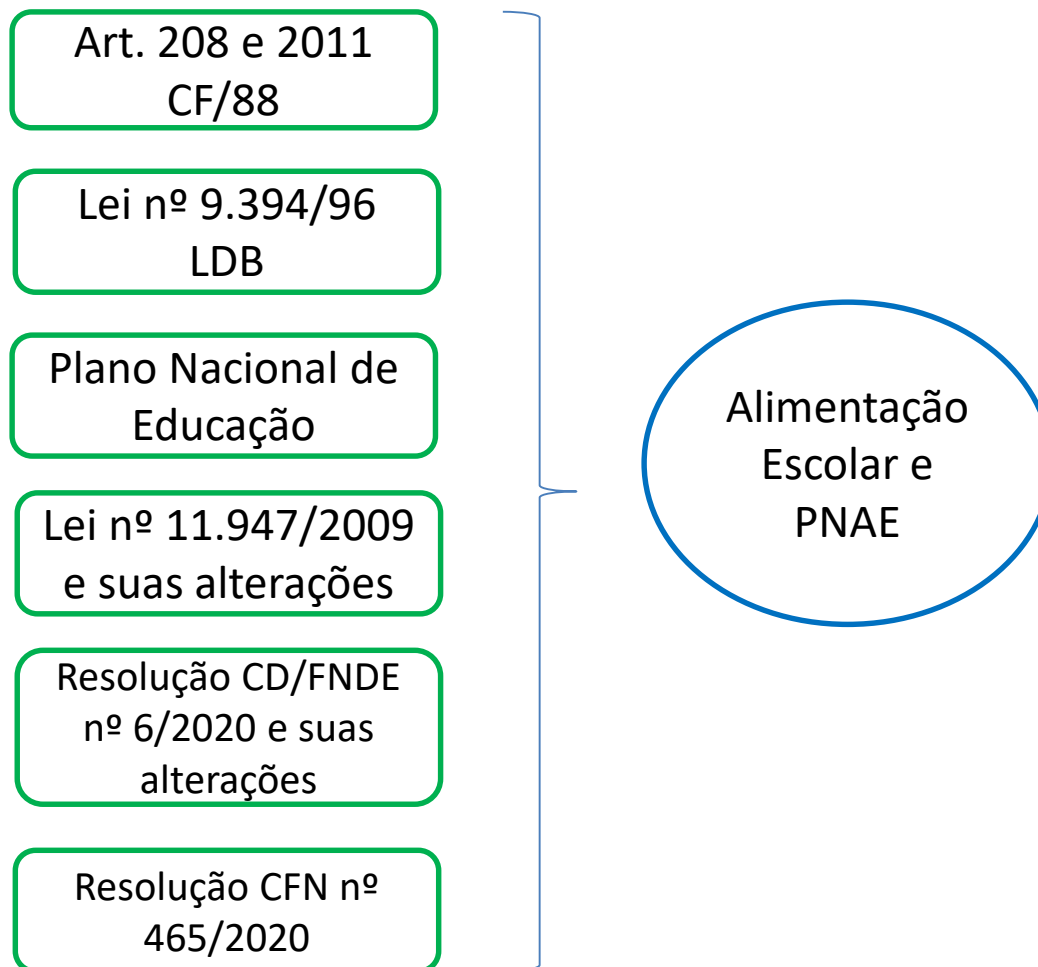 Art. 208 e 2011
CF/88
Lei nº 9.394/96
LDB
Plano Nacional de
Educação
Lei nº 11.947/2009
e suas alterações
Resolução CD/FNDE
nº 6/2020 e suas
alterações
Resolução CFN nº
465/2020
Alimentação
Escolar e
PNAE